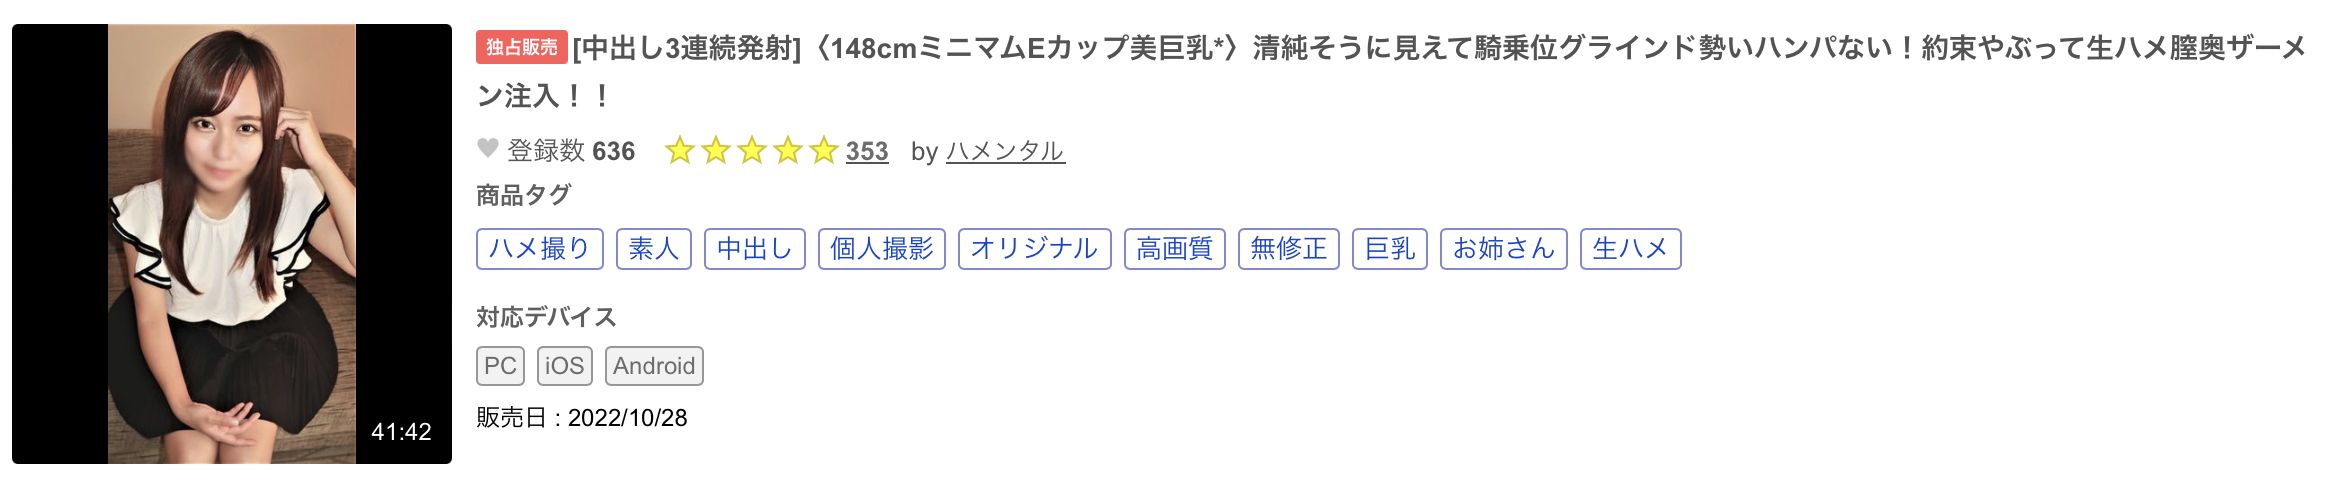 独占販売 [中出し3連続発射]〈148cmミニマムEカップ美巨乳*〉清純そうに見えて騎乗位グラインド勢いハンパない！約束やぶって生ハメ膣奥ザーメ
ン注入！！
登録数 636 353 by ハメンタル
商品タグ
ハメ撮り 素人 中出し 個人撮影 オリジナル 高画質 無修正 巨乳 お姉さん 生ハメ
対応デバイス
PC iOS Android
41:42
販売日 : 2022/10/28